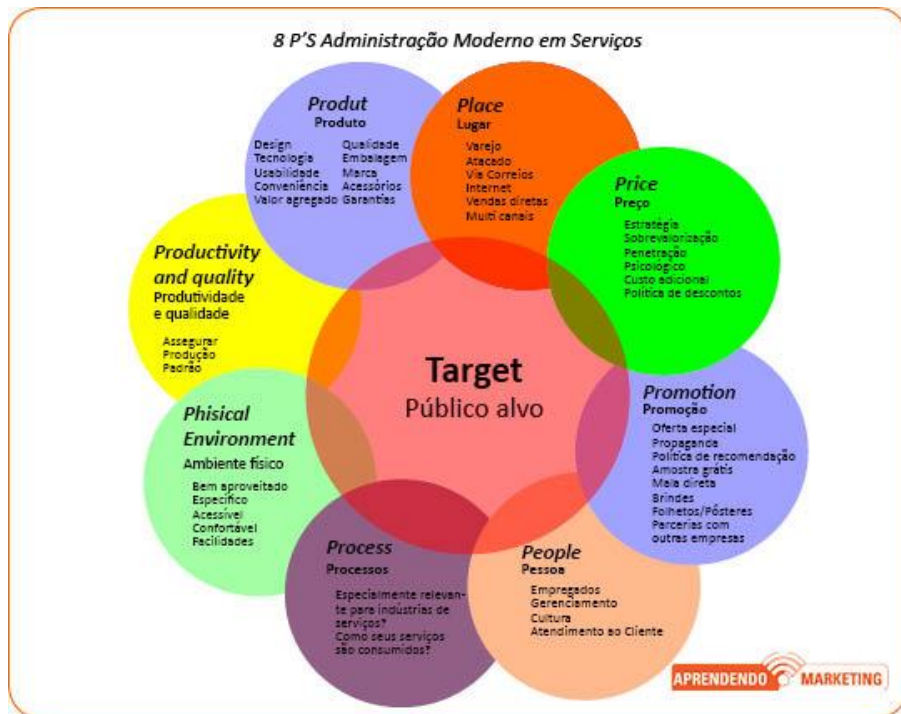 8 P'S Administração Moderno em Serviços
Produt
Produto
Design
Tecnologia
Usabilidade
Conveniência
Valor agregado
Qualidade
Embalagem
Marca
Acessórios
Garantias
Place
Lugar
Varejo
Atacado
Via Correios
Internet
Vendas diretas
Multi canais
Price
Preço
Estratégia
Sobrevalorização
Penetração
Psicológico
Custo adicional
Política de descontos
Promotion
Promoção
Oferta especial
Propaganda
Política de recomendação
Amostra grátis
Mala direta
Brindes
Folhetos/Pôsteres
Parcerias com
outras empresas
People
Pessoa
Empregados
Gerenciamento
Cultura
Atendimento ao Cliente
Process
Processos
Especialmente relevan-
te para indústrias de
serviços?
Como seus serviços
são consumidos?
Phisical
Environment
Ambiente físico
Bem aproveitado
Específico
Acessível
Confortável
Facilidades
Productivity
and quality
Produtividade
e qualidade
Assegurar
Produção
Padrão
Target
Público alvo
APRENDENDO MARKETING